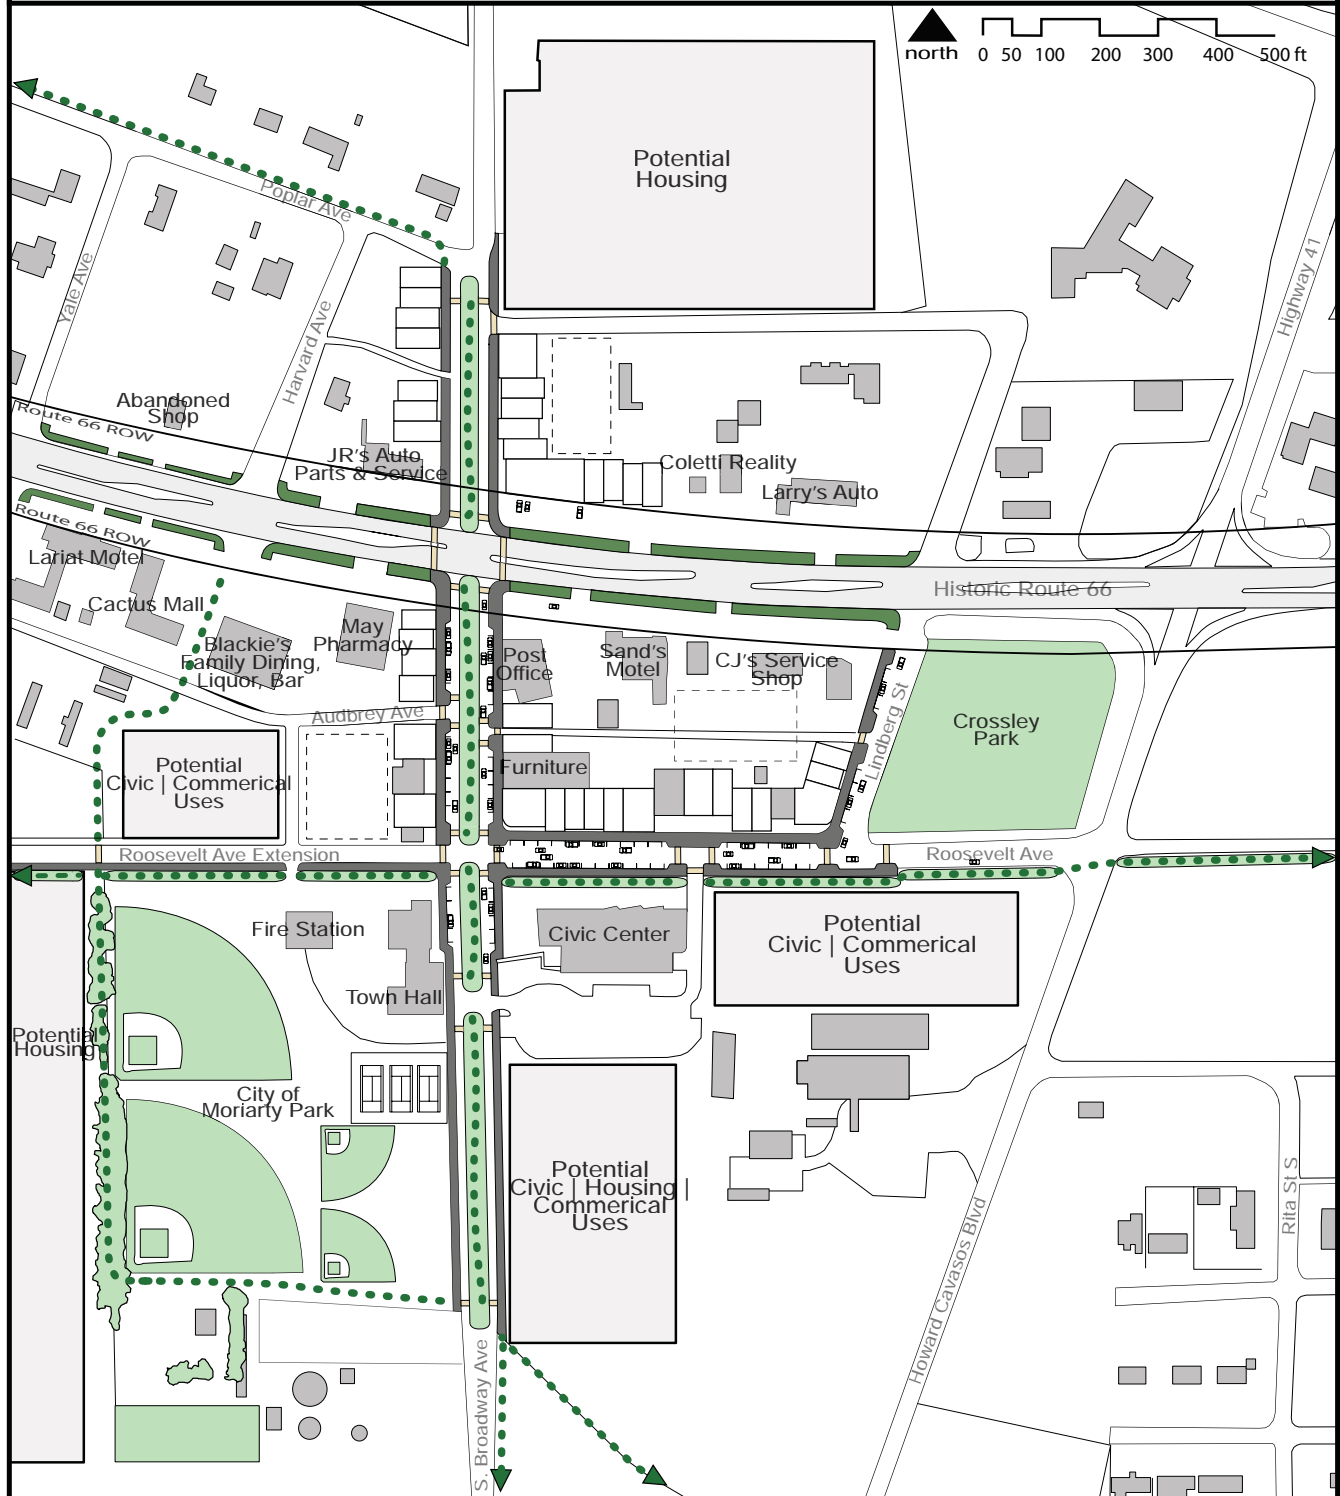 north
0 50 100 200 300 400 500 ft
Potential
Housing
Poplar Ave
Yale Ave
Harvard Ave
Highway 41
Abandoned
Shop
Route 66 ROW
JR's Auto
Parts & Service
Coletti Reality
Larry's Auto
Route 66 ROW
Lariat Motel
Historic Route 66
Cactus Mall
May
Pharmacy
Blackie's
Family Dining,
Liquor, Bar
Post
Office
Sand's
Motel
CJ's Service
Shop
Audbrey Ave
Lindberg St
Crossley
Park
Potential
Civic | Commerical
Uses
Furniture
Roosevelt Ave Extension
Roosevelt Ave
Fire Station
Civic Center
Potential
Civic | Commerical
Uses
Town Hall
Potential
Housing
City of
Moriarty Park
Potential
Civic | Housing |
Commerical
Uses
Howard Cavasos Blvd
Rita St S
S. Broadway Ave